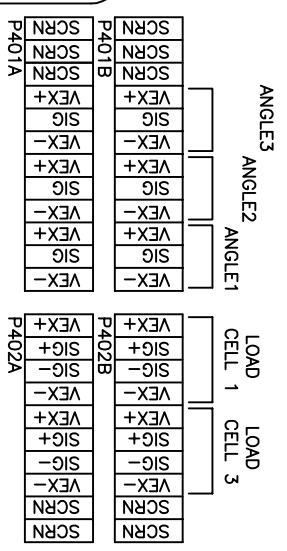 P401A
SCRN
SCRN
SCRN
VEX+
SIG
VEX−
VEX+
SIG
VEX−
VEX+
SIG
VEX−
P401B
SCRN
SCRN
SCRN
VEX+
SIG
VEX−
VEX+
SIG
VEX−
VEX+
SIG
VEX−
ANGLE3
ANGLE2
ANGLE1
P402A
VEX+
SIG+
SIG−
VEX−
VEX+
SIG+
SIG−
VEX−
SCRN
SCRN
P402B
VEX+
SIG+
SIG−
VEX−
VEX+
SIG+
SIG−
VEX−
SCRN
SCRN
LOAD
CELL 1
LOAD
CELL 3